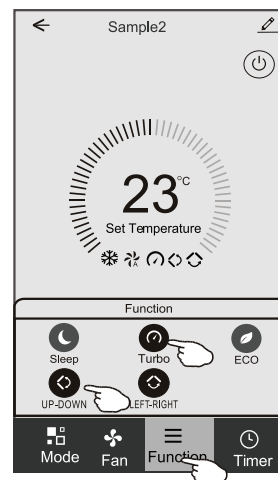 Sample2
23°C
Set Temperature
A
Function
Sleep Turbo ECO
UP-DOWN LEFT-RIGHT
Mode Fan Function Timer